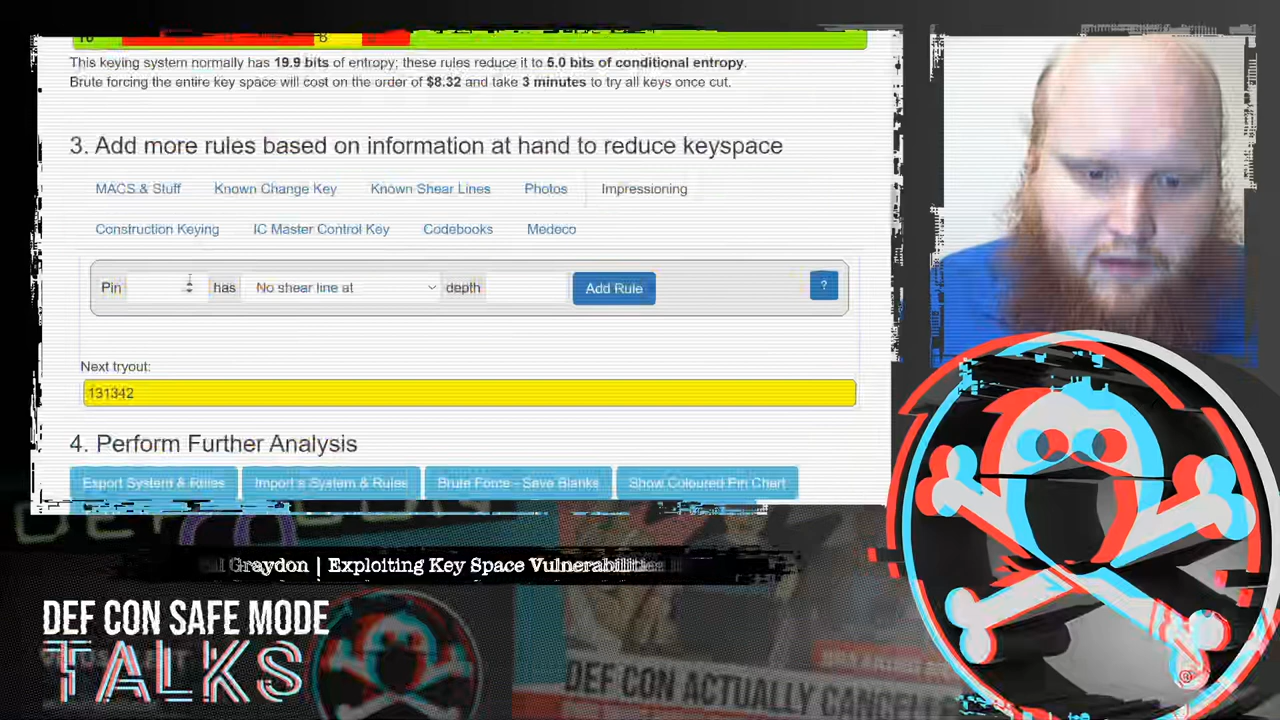 This keying system normally has 19.9 bits of entropy; these rules reduce it to 5.0 bits of conditional entropy.
Brute forcing the entire key space will cost on the order of $8.32 and take 3 minutes to try all keys once cut.
3. Add more rules based on information at hand to reduce keyspace
MACS & Stuff Known Change Key Known Shear Lines Photos Impressioning
Construction Keying IC Master Control Key Codebooks Medeco
Pin has No shear line at depth Add Rule ?
Next tryout:
131342
4. Perform Further Analysis
Export System & Rules Import a System & Rules Brute Force - Save Blanks Show Coloured Pin Chart
Graydon | Exploiting Key Space
DEF CON SAFE MODE
TALKS
DEF CON ACTUALLY
®